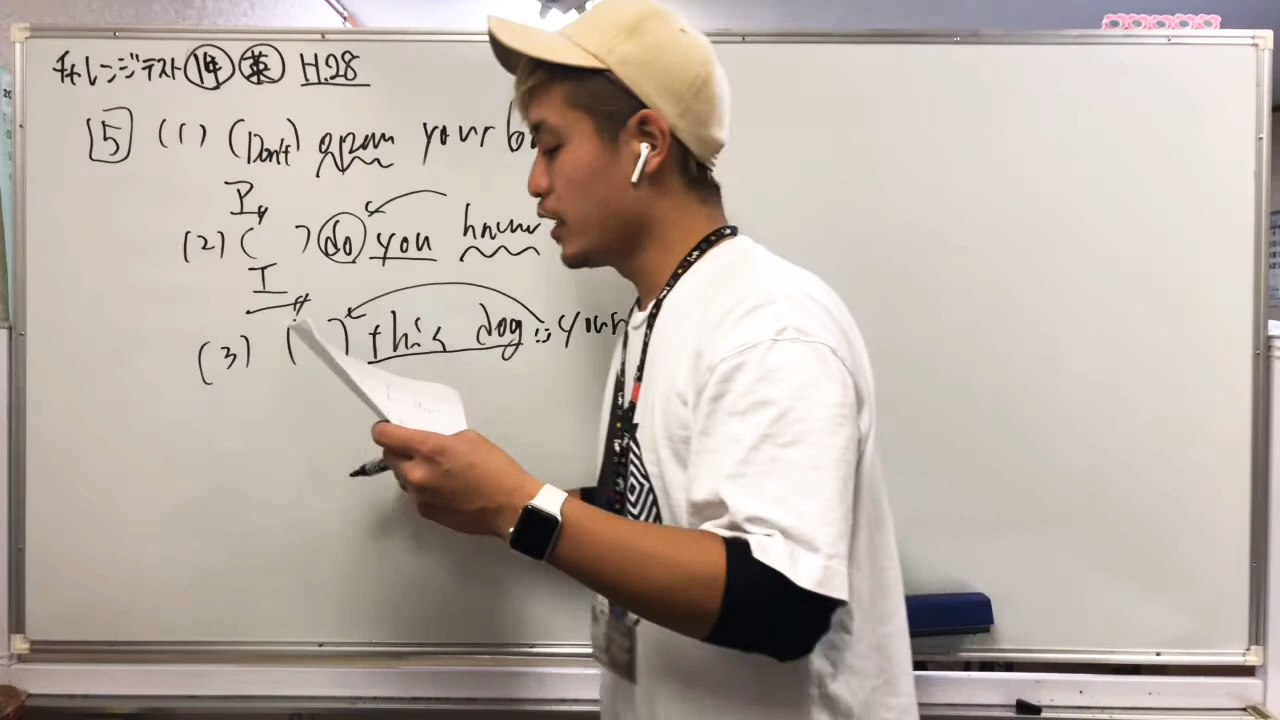 チャレンジテスト 1年 英 H.28
5 (1) (Don't) open your
ア
(2) ( ) do you know
エ
(3) ( ) this dog is your